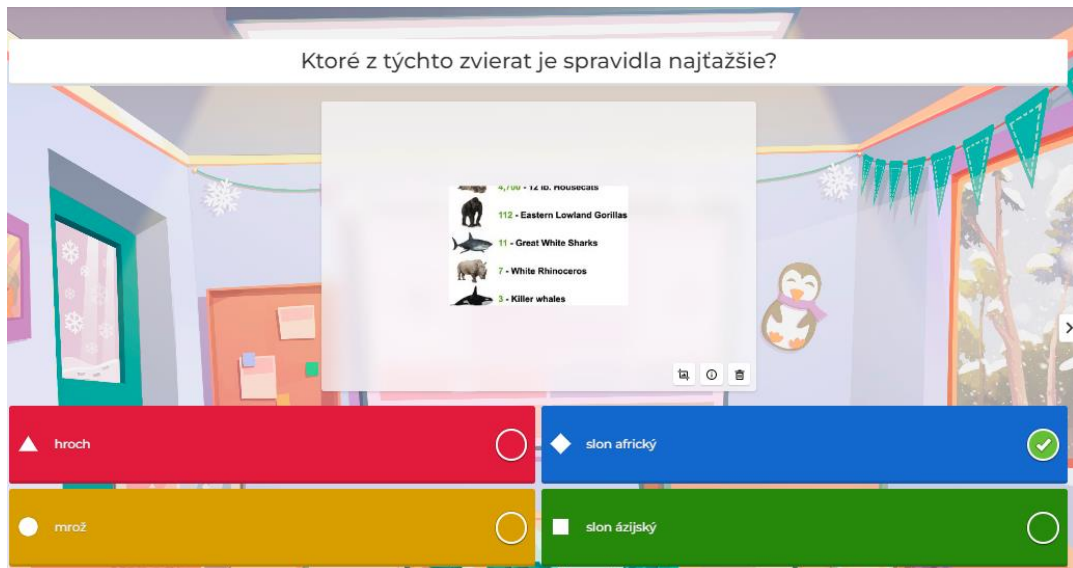 Ktoré z týchto zvierat je spravidla najťažšie?
4,700 - 12 lb. Housecats
112 - Eastern Lowland Gorillas
11 - Great White Sharks
7 - White Rhinoceros
3 - Killer whales
hroch
slon africký
mrož
slon ázijský